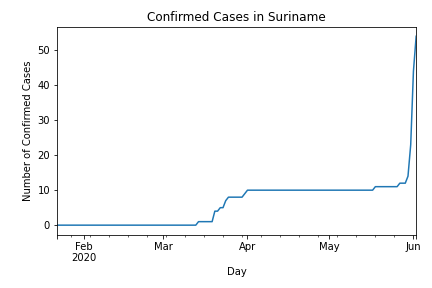 Confirmed Cases in Suriname
Number of Confirmed Cases
50
40
30
20
10
0
Feb
2020
Mar
Apr
May
Jun
Day